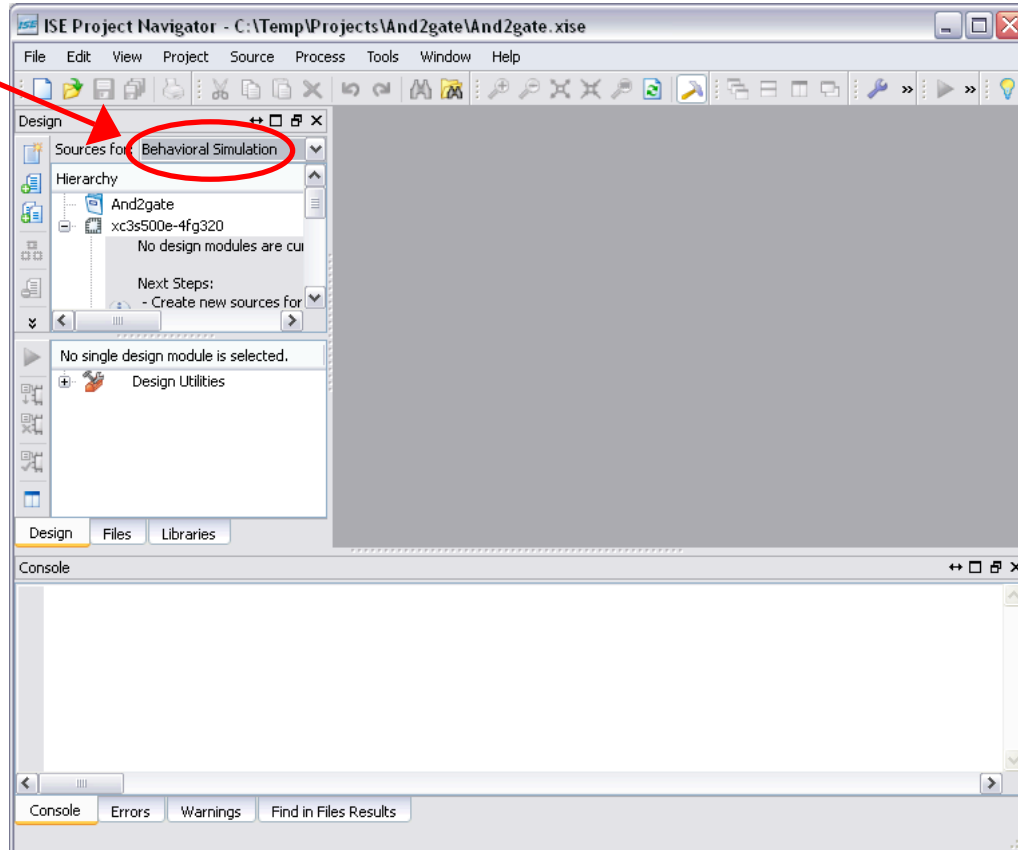 ISE ISE Project Navigator - C:\Temp\Projects\And2gate\And2gate.xise
File Edit View Project Source Process Tools Window Help
Design
Sources for: Behavioral Simulation
Hierarchy
And2gate
xc3s500e-4fg320
No design modules are cur
Next Steps:
- Create new sources for
No single design module is selected.
Design Utilities
Design Files Libraries
Console
Console Errors Warnings Find in Files Results